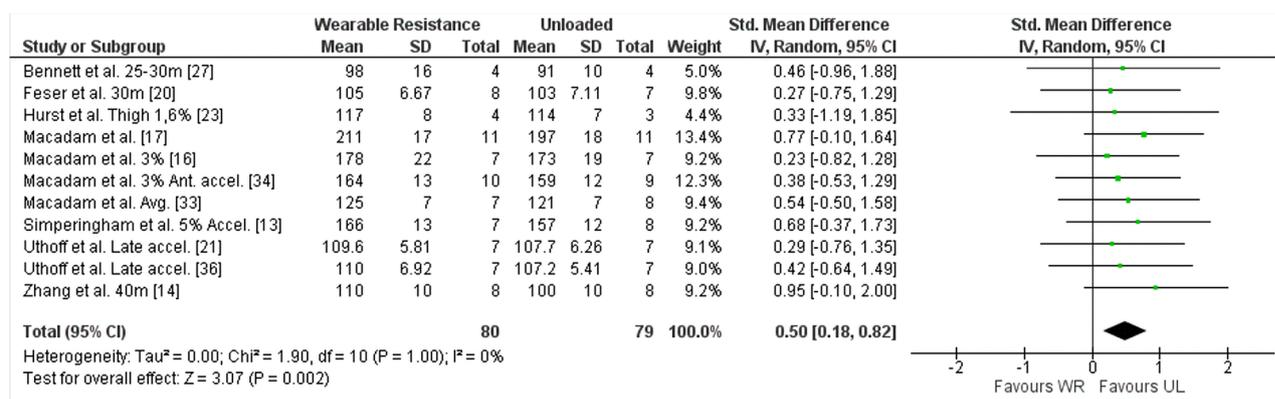 Wearable Resistance Unloaded Std. Mean Difference Std. Mean Difference
Study or Subgroup Mean SD Total Mean SD Total Weight IV, Random, 95% CI IV, Random, 95% CI
Bennett et al. 25-30m [27] 98 16 4 91 10 4 5.0% 0.46 [-0.96, 1.88]
Feser et al. 30m [20] 105 6.67 8 103 7.11 7 9.8% 0.27 [-0.75, 1.29]
Hurst et al. Thigh 1,6% [23] 117 8 4 114 7 3 4.4% 0.33 [-1.19, 1.85]
Macadam et al. [17] 211 17 11 197 18 11 13.4% 0.77 [-0.10, 1.64]
Macadam et al. 3% [16] 178 22 7 173 19 7 9.2% 0.23 [-0.82, 1.28]
Macadam et al. 3% Ant. accel. [34] 164 13 10 159 12 9 12.3% 0.38 [-0.53, 1.29]
Macadam et al. Avg. [33] 125 7 7 121 7 8 9.4% 0.54 [-0.50, 1.58]
Simperingham et al. 5% Accel. [13] 166 13 7 157 12 8 9.2% 0.68 [-0.37, 1.73]
Uthoff et al. Late accel. [21] 109.6 5.81 7 107.7 6.26 7 9.1% 0.29 [-0.76, 1.35]
Uthoff et al. Late accel. [36] 110 6.92 7 107.2 5.41 7 9.0% 0.42 [-0.64, 1.49]
Zhang et al. 40m [14] 110 10 8 100 10 8 9.2% 0.95 [-0.10, 2.00]
Total (95% CI) 80 79 100.0% 0.50 [0.18, 0.82]
Heterogeneity: Tau² = 0.00; Chi² = 1.90, df = 10 (P = 1.00); I² = 0%
Test for overall effect: Z = 3.07 (P = 0.002)
-2 -1 0 1 2
Favours WR Favours UL